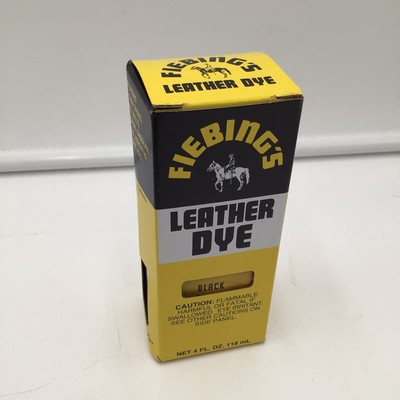 FIEBING'S
LEATHER DYE
FIEBING'S
LEATHER
DYE
BLACK
CAUTION: FLAMMABLE
HARMFUL OR FATAL IF
SWALLOWED. EYE IRRITANT.
SEE OTHER CAUTIONS ON
SIDE PANEL.
NET 4 FL. OZ. 118 mL